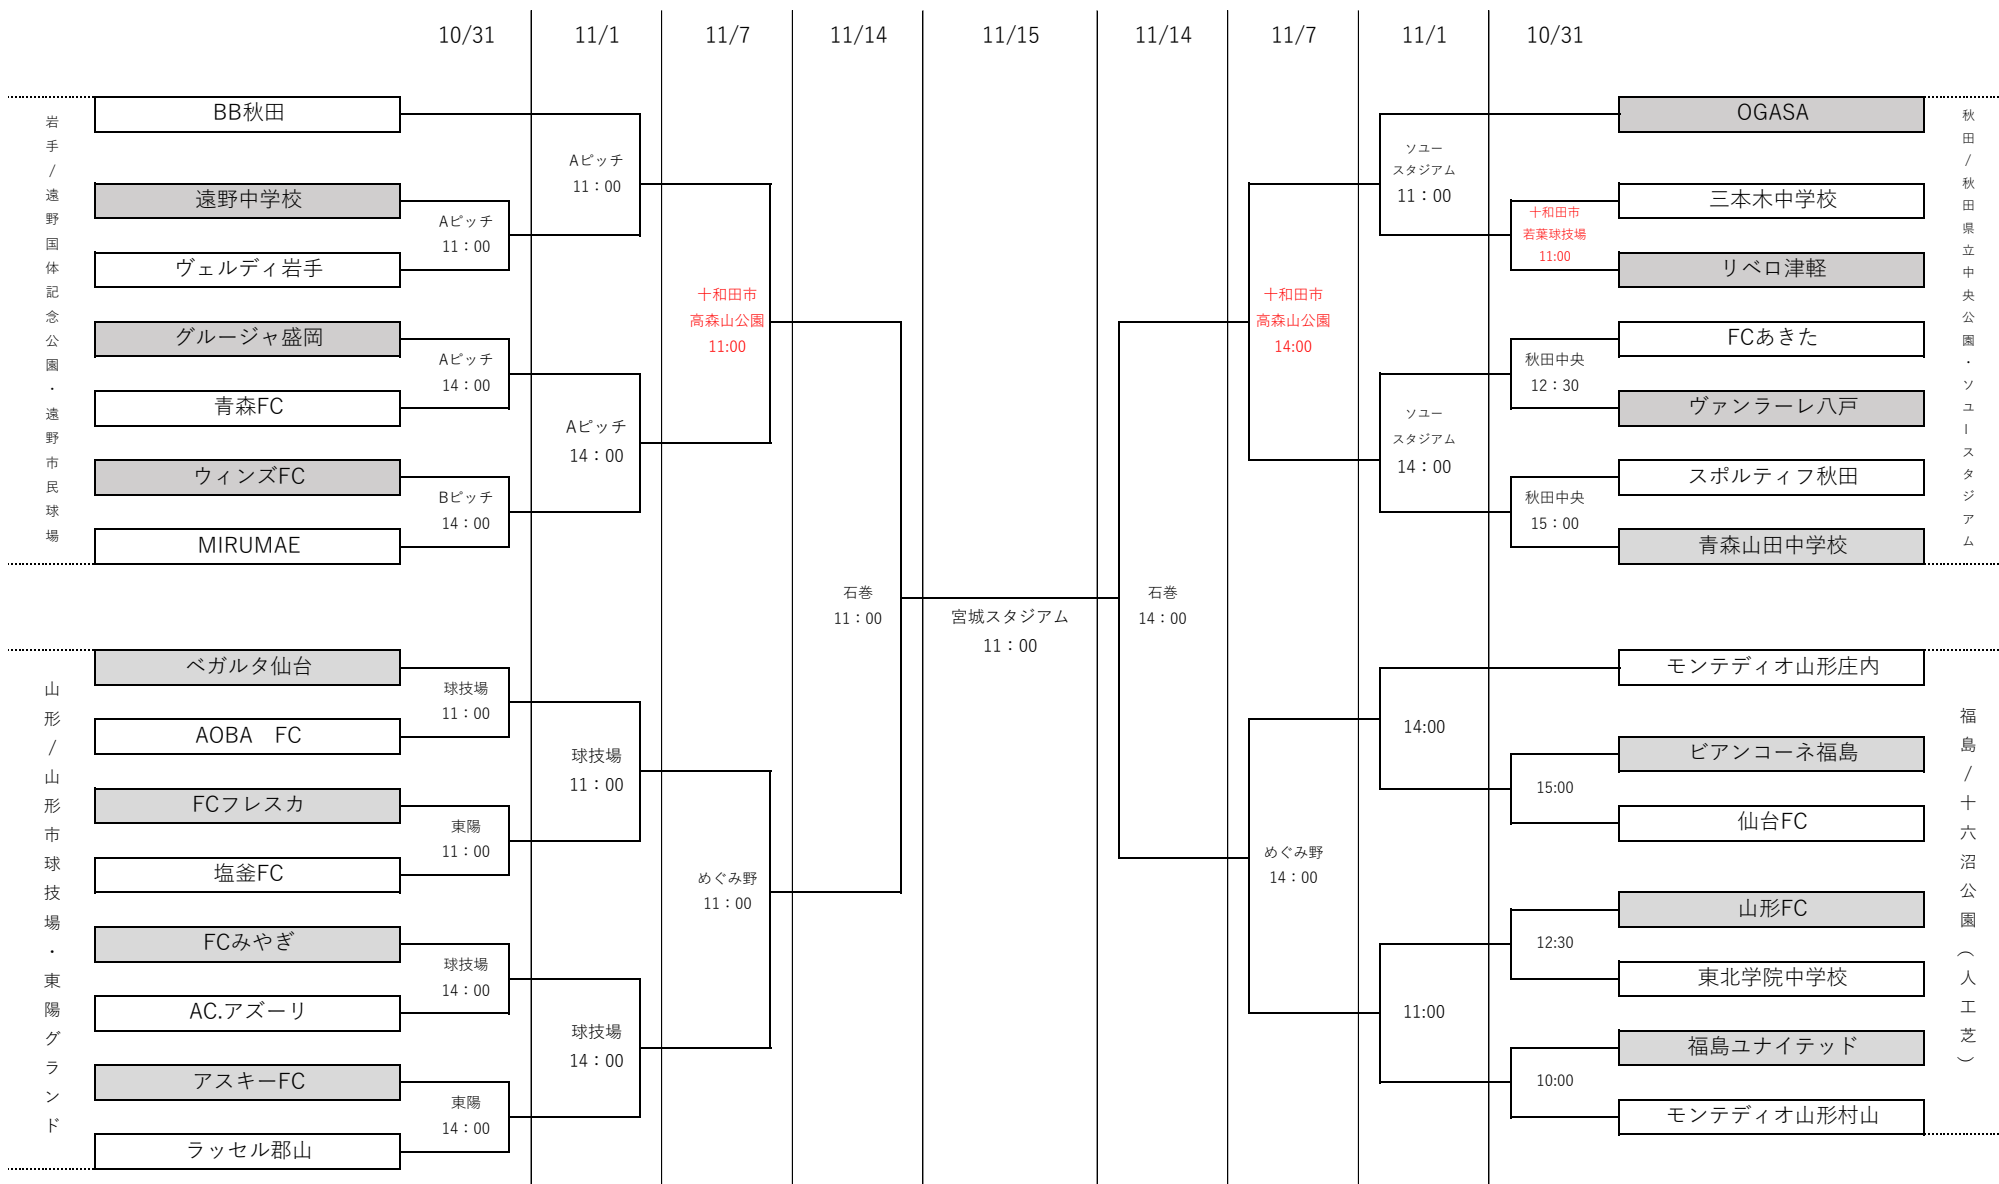 10/31
11/1
11/7
11/14
11/15
11/14
11/7
11/1
10/31
岩手/遠野国体記念公園・遠野市民球場
BB秋田
遠野中学校
ヴェルディ岩手
グルージャ盛岡
青森FC
ウィンズFC
MIRUMAE
Aピッチ
11：00
Aピッチ
14：00
Bピッチ
14：00
Aピッチ
11：00
Aピッチ
14：00
十和田市
高森山公園
11:00
山形/山形市球技場・東陽グランド
ベガルタ仙台
AOBA　FC
FCフレスカ
塩釜FC
FCみやぎ
AC.アズーリ
アスキーFC
ラッセル郡山
球技場
11：00
東陽
11：00
球技場
14：00
東陽
14：00
球技場
11：00
球技場
14：00
めぐみ野
11：00
石巻
11：00
宮城スタジアム
11：00
石巻
14：00
十和田市
高森山公園
14:00
ソユー
スタジアム
11：00
ソユー
スタジアム
14：00
十和田市
若葉球技場
11:00
秋田中央
12：30
秋田中央
15：00
OGASA
三本木中学校
リベロ津軽
FCあきた
ヴァンラーレ八戸
スポルティフ秋田
青森山田中学校
秋田/秋田県立中央公園・ソユースタジアム
めぐみ野
14：00
14:00
11:00
15:00
12:30
10:00
モンテディオ山形庄内
ビアンコーネ福島
仙台FC
山形FC
東北学院中学校
福島ユナイテッド
モンテディオ山形村山
福島/十六沼公園（人工芝）